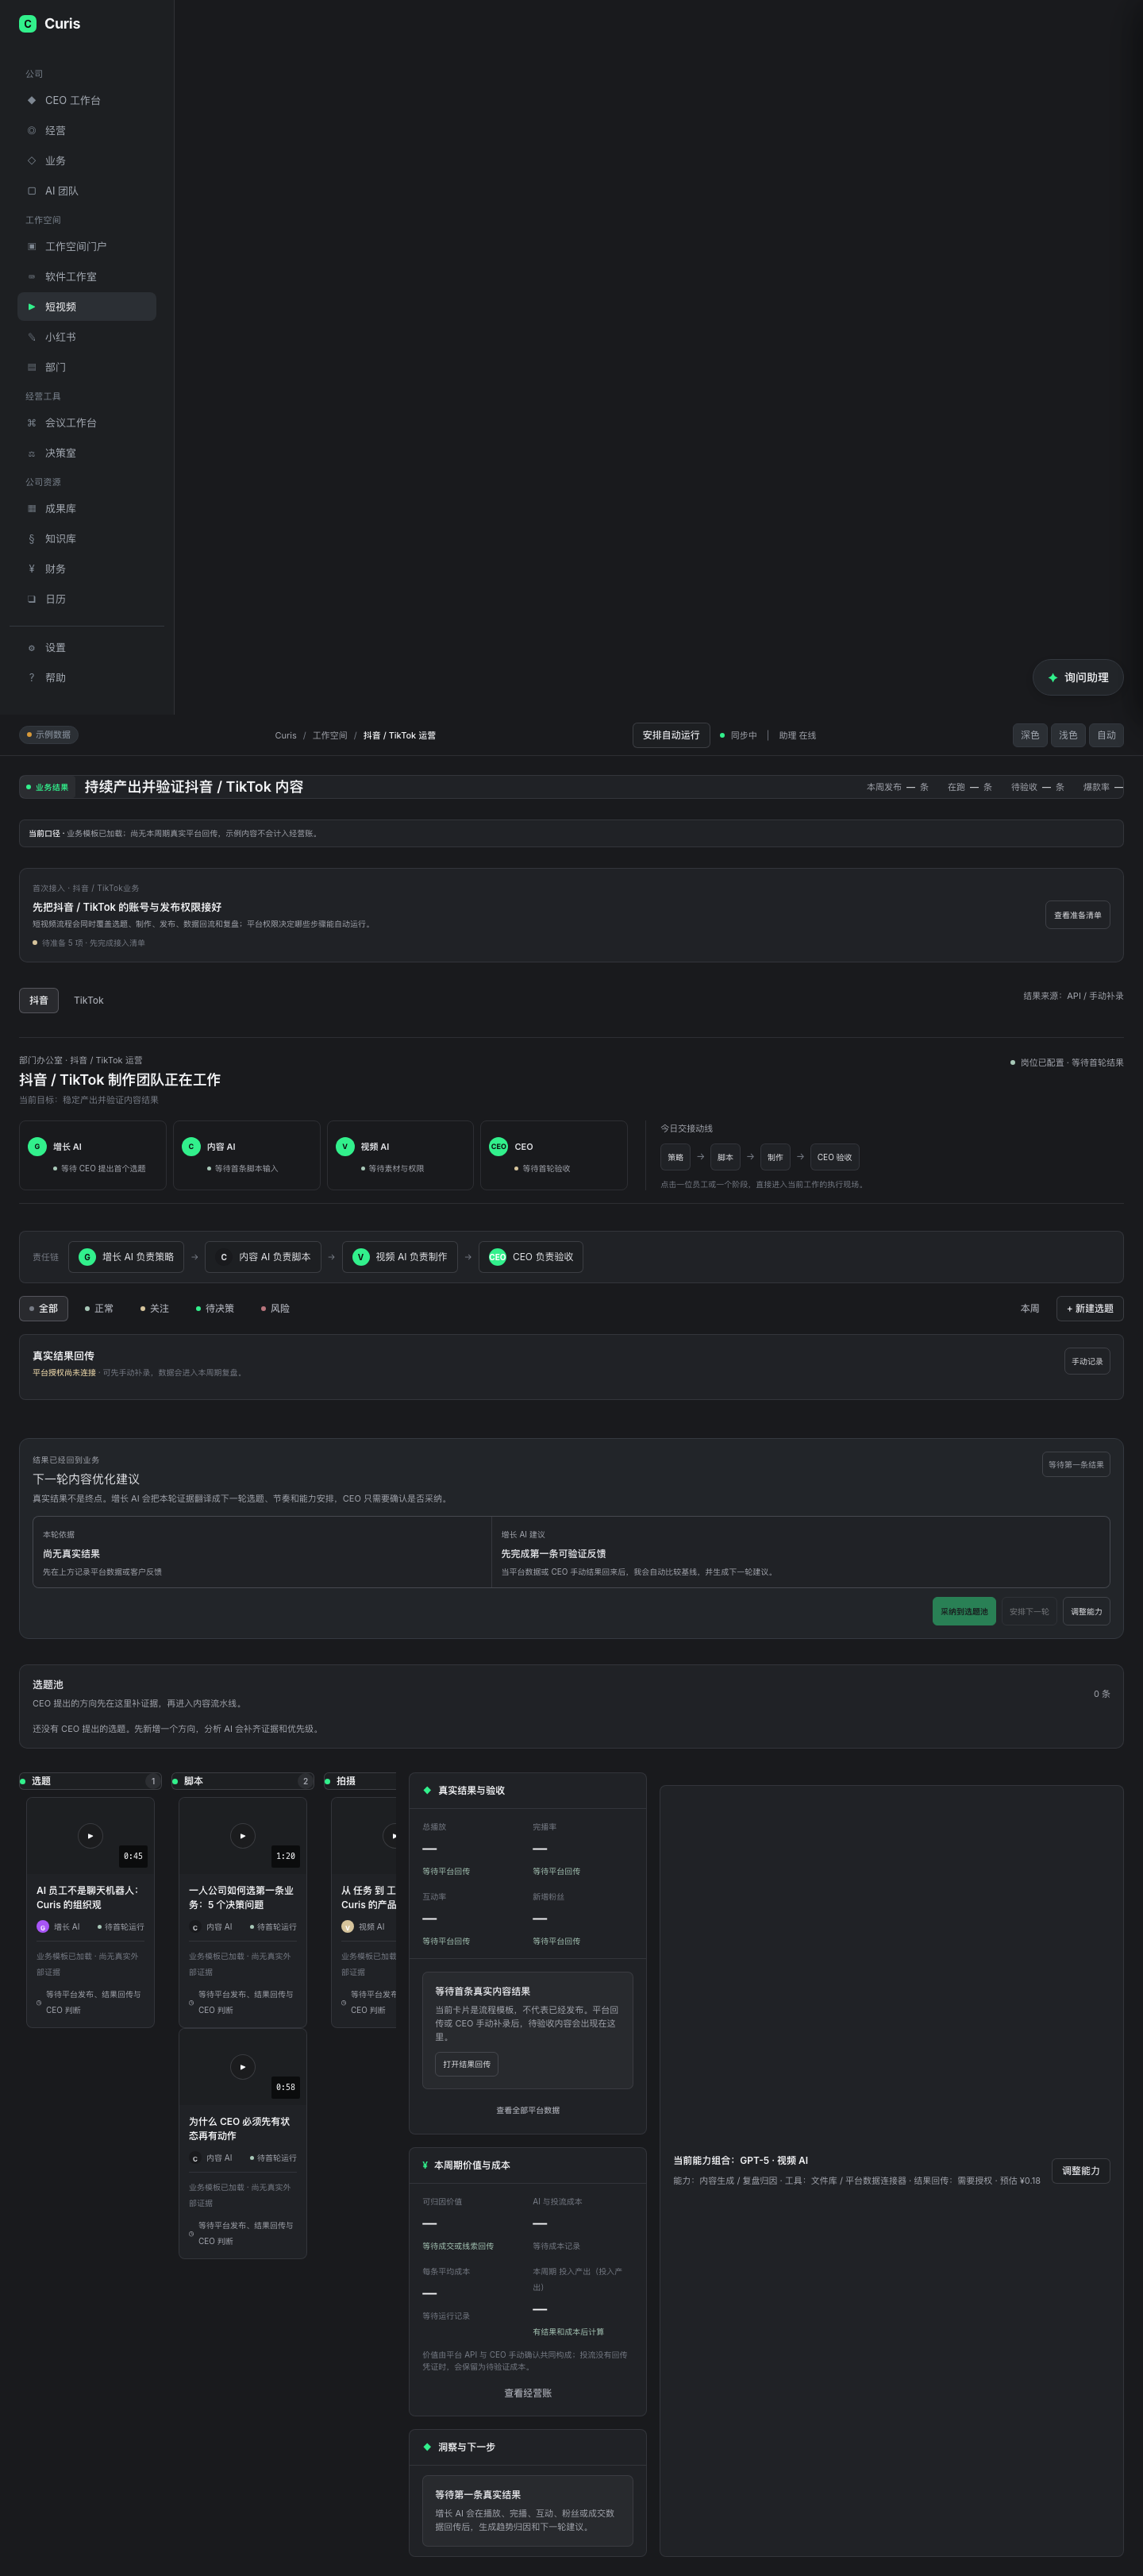 C Curis
公司
CEO 工作台
经营
业务
AI 团队
工作空间
工作空间门户
软件工作室
短视频
小红书
部门
经营工具
会议工作台
决策室
公司资源
成果库
§ 知识库
¥ 财务
日历
设置
? 帮助
询问助理
示例数据
Curis / 工作空间 / 抖音 / TikTok 运营
安排自动运行
同步中 | 助理 在线
深色 浅色 自动
业务结果 持续产出并验证抖音 / TikTok 内容
本周发布 — 条 在跑 — 条 待验收 — 条 爆款率 —
当前口径 · 业务模板已加载；尚无本周期真实平台回传，示例内容不会计入经营账。
首次接入 · 抖音 / TikTok业务
先把抖音 / TikTok 的账号与发布权限接好
短视频流程会同时覆盖选题、制作、发布、数据回流和复盘；平台权限决定哪些步骤能自动运行。
待准备 5 项 · 先完成接入清单
查看准备清单
抖音 TikTok
结果来源：API / 手动补录
部门办公室 · 抖音 / TikTok 运营
抖音 / TikTok 制作团队正在工作
当前目标：稳定产出并验证内容结果
岗位已配置 · 等待首轮结果
G 增长 AI
等待 CEO 提出首个选题
C 内容 AI
等待首条脚本输入
V 视频 AI
等待素材与权限
CEO CEO
等待首轮验收
今日交接动线
策略 → 脚本 → 制作 → CEO 验收
点击一位员工或一个阶段，直接进入当前工作的执行现场。
责任链 G 增长 AI 负责策略 → C 内容 AI 负责脚本 → V 视频 AI 负责制作 → CEO CEO 负责验收
全部 正常 关注 待决策 风险
本周 + 新建选题
真实结果回传
平台授权尚未连接 · 可先手动补录，数据会进入本周期复盘。
手动记录
结果已经回到业务
下一轮内容优化建议
真实结果不是终点。增长 AI 会把本轮证据翻译成下一轮选题、节奏和能力安排，CEO 只需要确认是否采纳。
等待第一条结果
本轮依据
尚无真实结果
先在上方记录平台数据或客户反馈
增长 AI 建议
先完成第一条可验证反馈
当平台数据或 CEO 手动结果回来后，我会自动比较基线，并生成下一轮建议。
采纳到选题池 安排下一轮 调整能力
选题池
CEO 提出的方向先在这里补证据，再进入内容流水线。
还没有 CEO 提出的选题。先新增一个方向，分析 AI 会补齐证据和优先级。
0 条
选题 1
0:45
AI 员工不是聊天机器人：
Curis 的组织观
G 增长 AI 待首轮运行
业务模板已加载 · 尚无真实外
部证据
等待平台发布、结果回传与
CEO 判断
脚本 2
1:20
一人公司如何选第一条业
务：5 个决策问题
C 内容 AI 待首轮运行
业务模板已加载 · 尚无真实外
部证据
等待平台发布、结果回传与
CEO 判断
0:58
为什么 CEO 必须先有状
态再有动作
C 内容 AI 待首轮运行
业务模板已加载 · 尚无真实外
部证据
等待平台发布、结果回传与
CEO 判断
拍摄
从 任务 到 工
Curis 的产品
视频 AI
业务模板已加载
部证据
等待平台发布
CEO 判断
真实结果与验收
总播放 完播率
— —
等待平台回传 等待平台回传
互动率 新增粉丝
— —
等待平台回传 等待平台回传
等待首条真实内容结果
当前卡片是流程模板，不代表已经发布。平台回
传或 CEO 手动补录后，待验收内容会出现在这
里。
打开结果回传
查看全部平台数据
¥ 本周期价值与成本
可归因价值 AI 与投流成本
— —
等待成交或线索回传 等待成本记录
每条平均成本 本周期 投入产出（投入产
出）
— —
等待运行记录 有结果和成本后计算
价值由平台 API 与 CEO 手动确认共同构成；投流没有回传
凭证时，会保留为待验证成本。
查看经营账
洞察与下一步
等待第一条真实结果
增长 AI 会在播放、完播、互动、粉丝或成交数
据回传后，生成趋势归因和下一轮建议。
当前能力组合：GPT-5 · 视频 AI
能力：内容生成 / 复盘归因 · 工具：文件库 / 平台数据连接器 · 结果回传：需要授权 · 预估 ¥0.18
调整能力